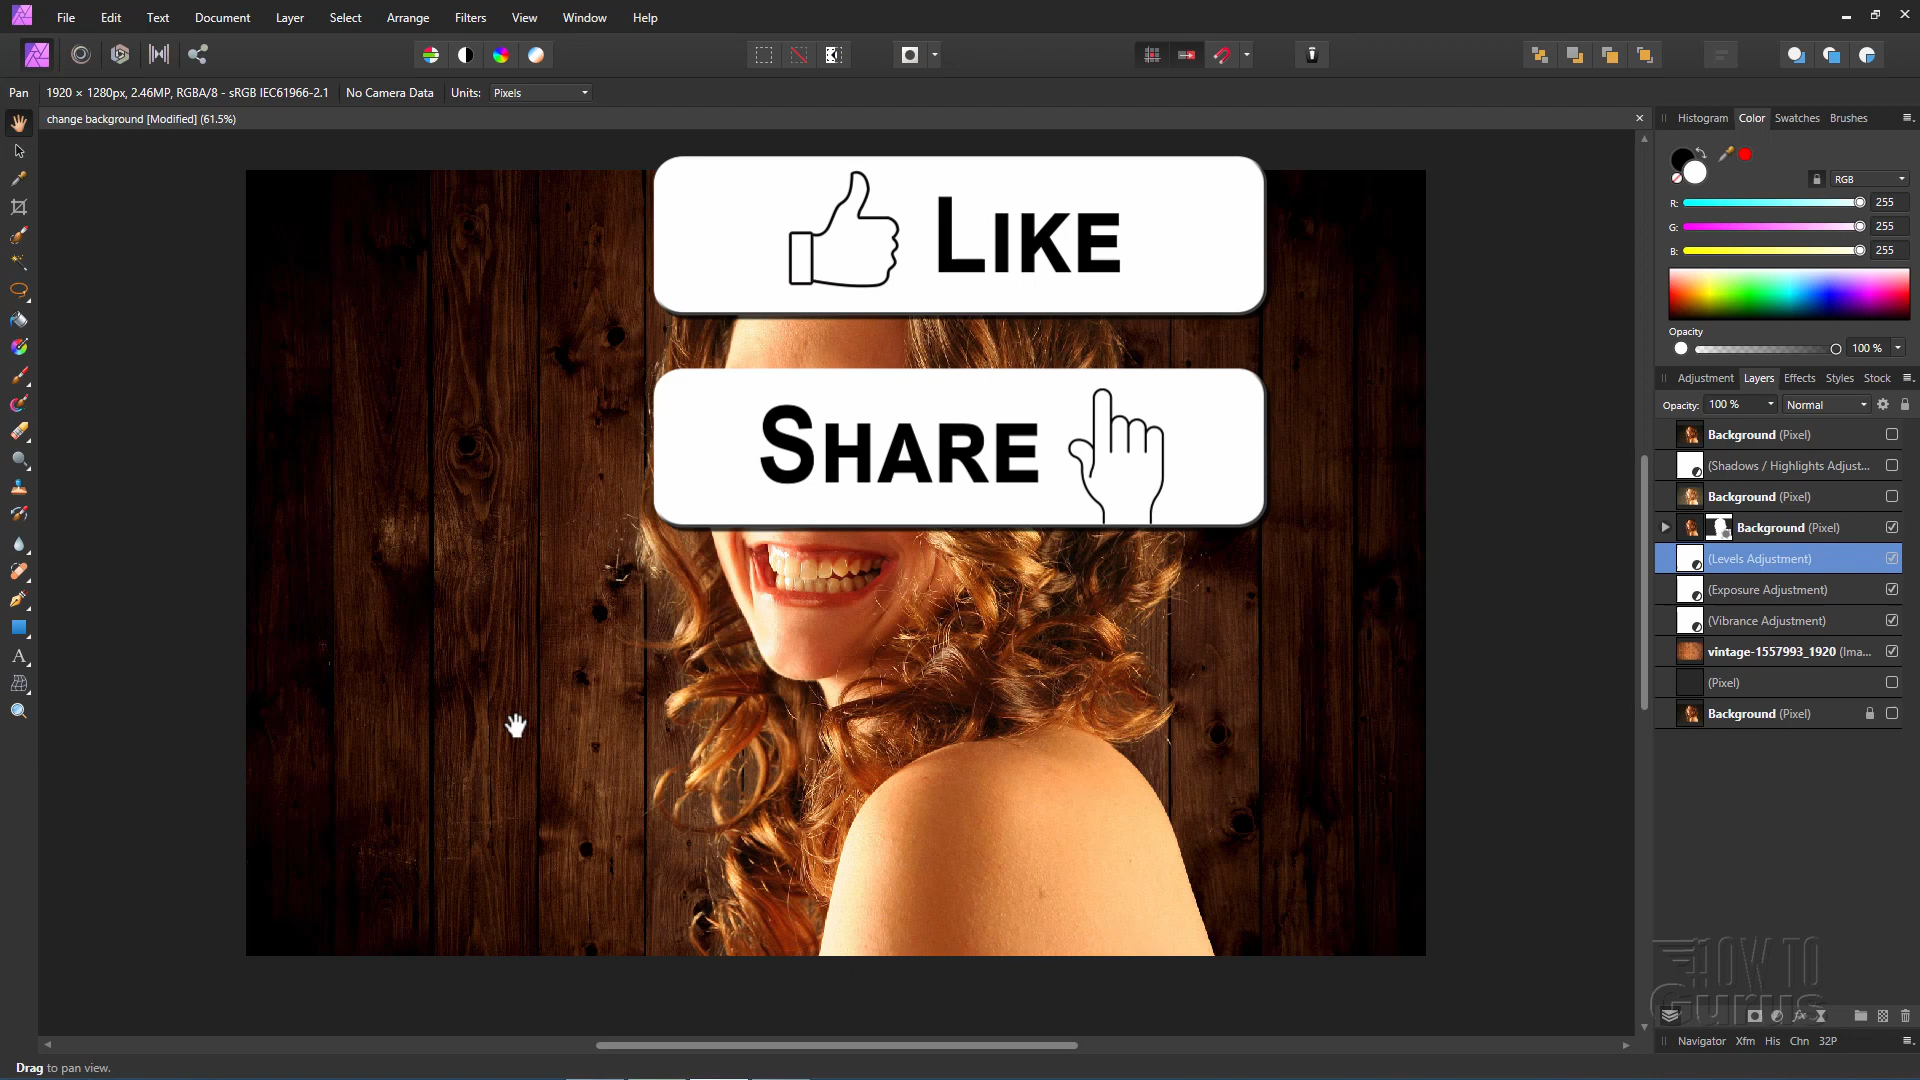 File Edit Text Document Layer Select Arrange Filters View Window Help
Pan 1920 × 1280px, 2.46MP, RGBA/8 - sRGB IEC61966-2.1 No Camera Data Units: Pixels
change background [Modified] (61.5%)
Histogram Color Swatches Brushes
RGB
R: 255
G: 255
B: 255
Opacity
100 %
LIKE
SHARE
Adjustment Layers Effects Styles Stock
Opacity: 100 % Normal
Background (Pixel)
(Shadows / Highlights Adjust...
Background (Pixel)
Background (Pixel)
(Levels Adjustment)
(Exposure Adjustment)
(Vibrance Adjustment)
vintage-1557993_1920 (Ima...
(Pixel)
Background (Pixel)
HOW TO
Gurus
Navigator Xfm His Chn 32P
Drag to pan view.